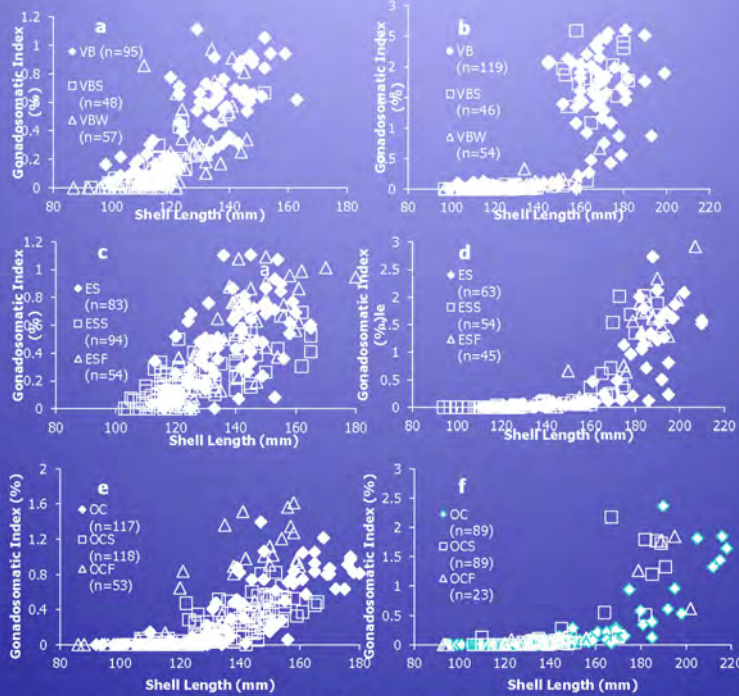 a
Gonadosomatic Index
(%)
1.2
1
0.8
0.6
0.4
0.2
0
VB (n=95)
VBS
(n=48)
VBW
(n=57)
80 100 120 140 160 180
Shell Length (mm)
b
Gonadosomatic Index
(%)
3
2.5
2
1.5
1
0.5
0
VB
(n=119)
VBS
(n=46)
VBW
(n=54)
80 100 120 140 160 180 200 220
Shell Length (mm)
c
Gonadosomatic Index
(%)
1.2
1
0.8
0.6
0.4
0.2
0
a
ES
(n=83)
ESS
(n=94)
ESF
(n=54)
80 100 120 140 160 180
Shell Length (mm)
d
Gonadosomatic Index
(%)le
3
2.5
2
1.5
1
0.5
0
ES
(n=63)
ESS
(n=54)
ESF
(n=45)
60 80 100 120 140 160 180 200 220
Shell Length (mm)
e
Gonadosomatic Index (%)
2
1.6
1.2
0.8
0.4
0
OC
(n=117)
OCS
(n=118)
OCF
(n=53)
80 100 120 140 160 180
Shell Length (mm)
f
Gonadosomatic Index (%)
3
2.5
2
1.5
1
0.5
0
OC
(n=89)
OCS
(n=89)
OCF
(n=23)
80 100 120 140 160 180 200 220
Shell Length (mm)